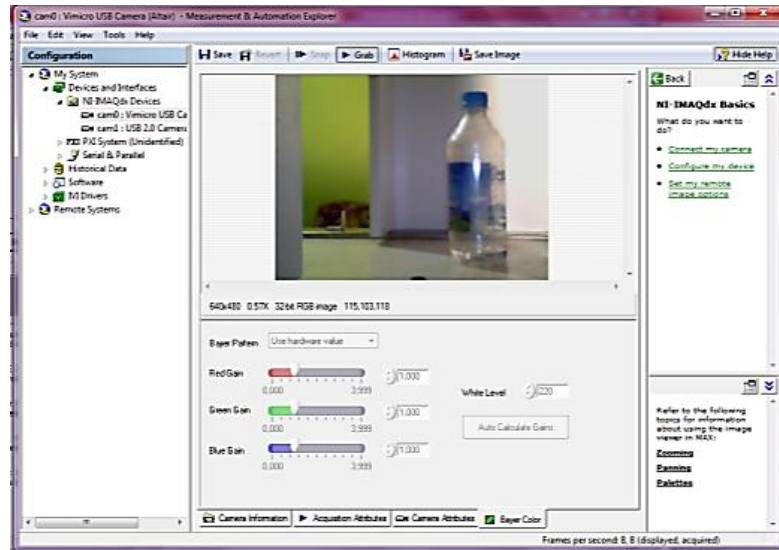 cam0 : Vimicro USB Camera (Altair) - Measurement & Automation Explorer
File Edit View Tools Help
Configuration
Save Revert Snap Grab Histogram Save Image Hide Help
My System
Devices and Interfaces
NI-IMAQdx Devices
cam0 : Vimicro USB Ca
cam1 : USB 2.0 Camera
PXI System (Unidentified)
Serial & Parallel
Historical Data
Software
IVI Drivers
Remote Systems
640x480 0.57X 32-bit RGB image 115,103,118
Bayer Pattern Use hardware value
Red Gain 1,000
0,000 3,999
Green Gain 1,000
0,000 3,999
Blue Gain 1,000
0,000 3,999
White Level 220
Auto Calculate Gains
Camera Information Acquisition Attributes Camera Attributes Bayer Color
Frames per second: 8, 8 (displayed, acquired)
Back
NI-IMAQdx Basics
What do you want to
do?
Connect my camera
Configure my device
Set my remote
image options
Refer to the following
topics for information
about using the image
viewer in MAX:
Zooming
Panning
Palettes